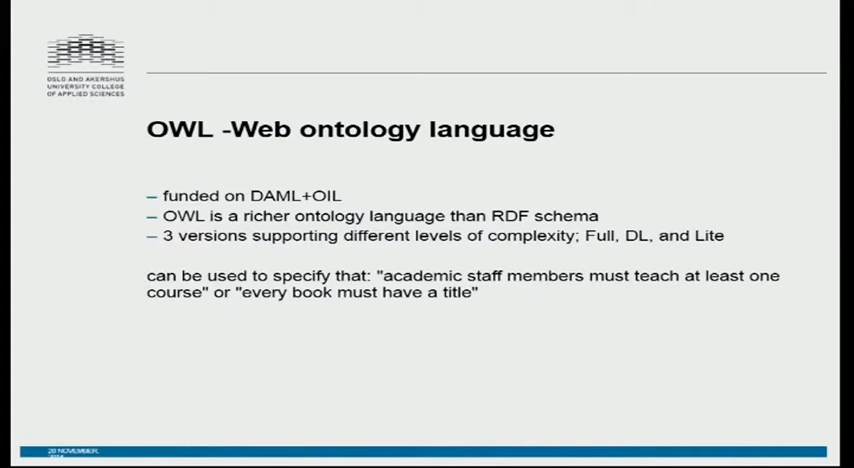 OSLO AND AKERSHUS
UNIVERSITY COLLEGE
OF APPLIED SCIENCES
OWL -Web ontology language
– funded on DAML+OIL
– OWL is a richer ontology language than RDF schema
– 3 versions supporting different levels of complexity; Full, DL, and Lite
can be used to specify that: "academic staff members must teach at least one
course" or "every book must have a title"
20 NOVEMBER,